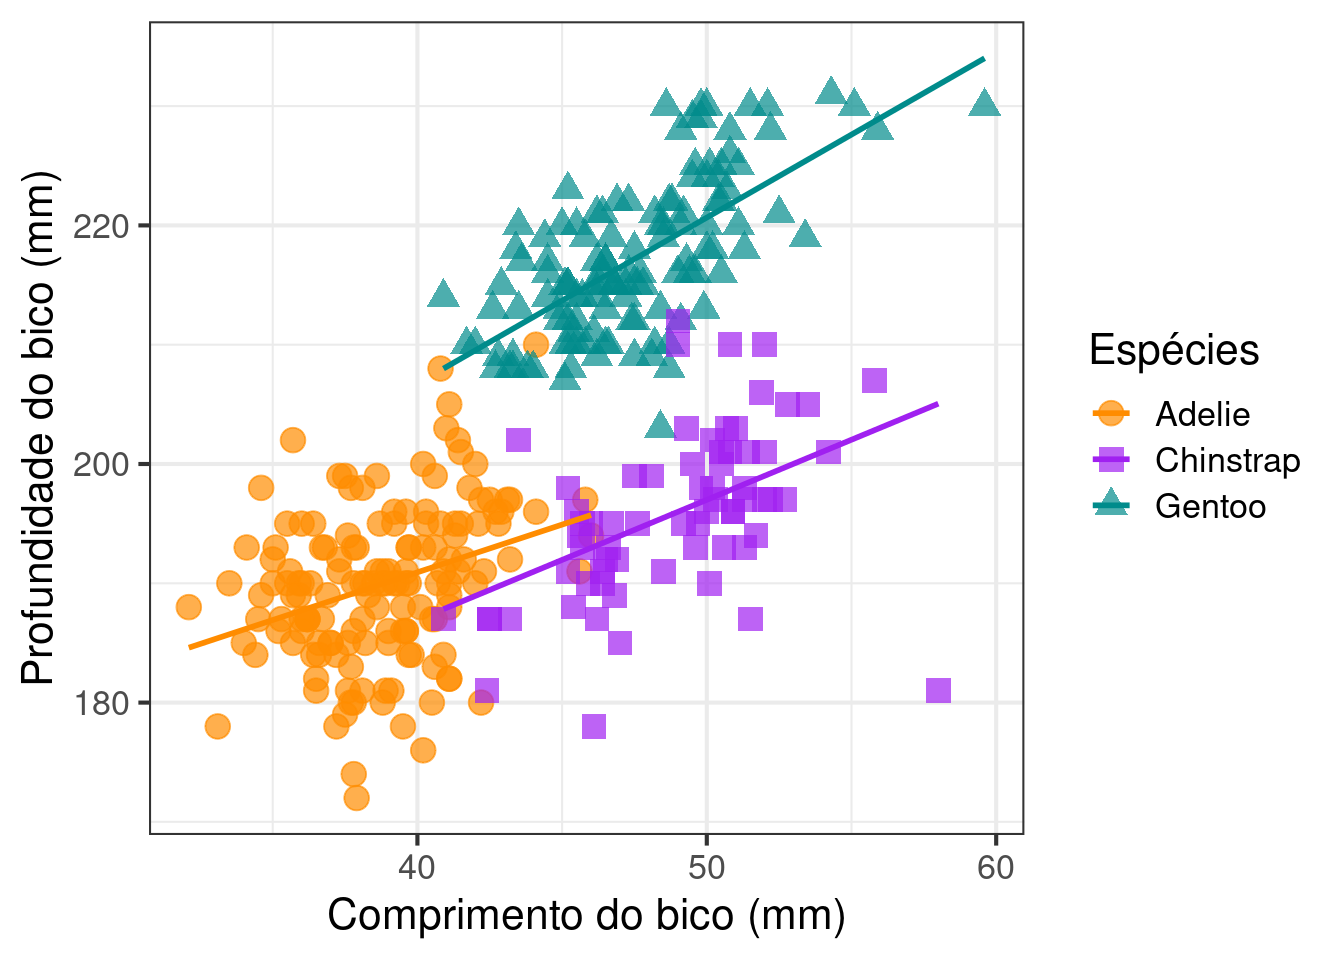 Profundidade do bico (mm)
220
200
180
40
50
60
Comprimento do bico (mm)
Espécies
Adelie
Chinstrap
Gentoo